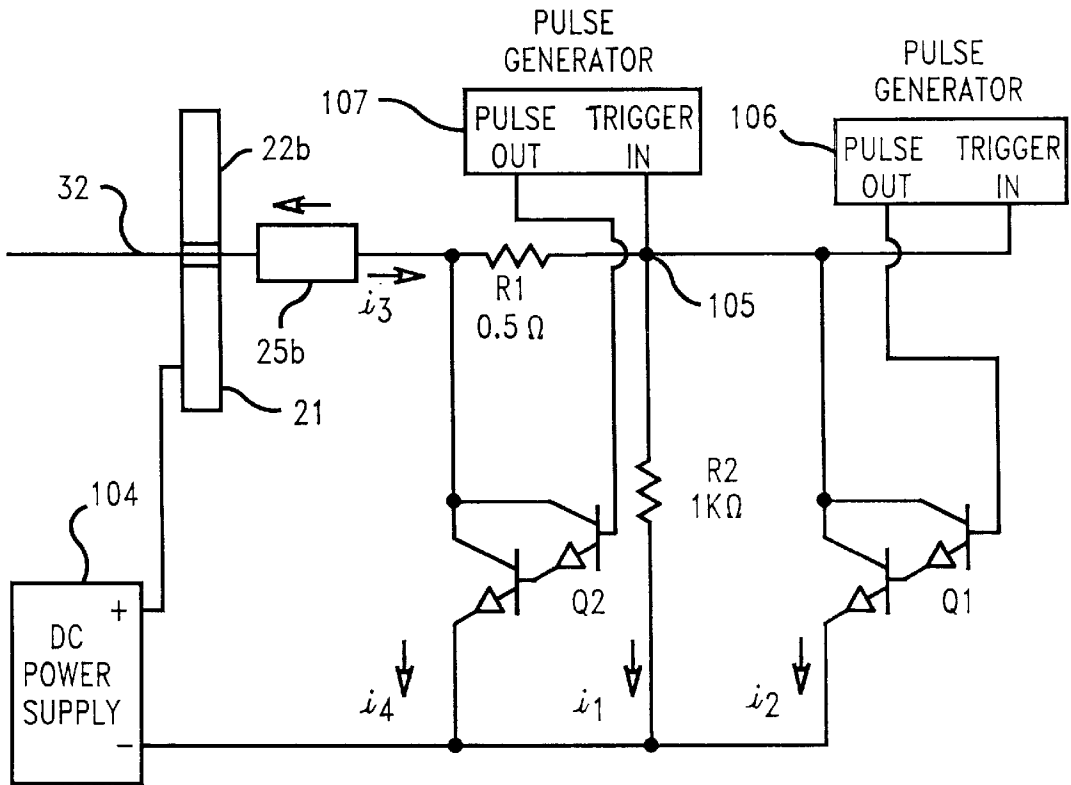 PULSE
GENERATOR
107
PULSE TRIGGER
OUT IN
PULSE
GENERATOR
106
PULSE TRIGGER
OUT IN
22b
32
i3
25b
R1
0.5 Ω
105
21
R2
1KΩ
104
Q2
Q1
+
DC
POWER
SUPPLY
−
i4
i1
i2